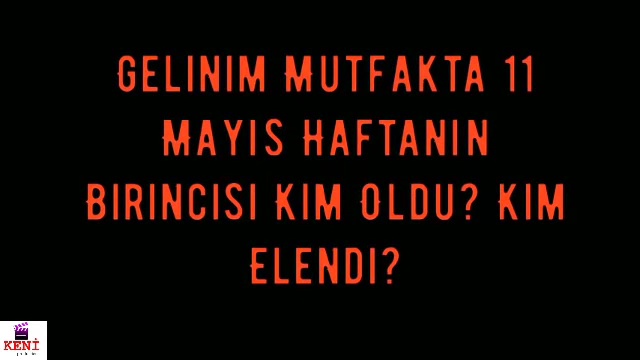 GELINIM MUTFAKTA 11
MAYIS HAFTANIN
BIRINCISI KIM OLDU? KIM
ELENDI?
KENİ